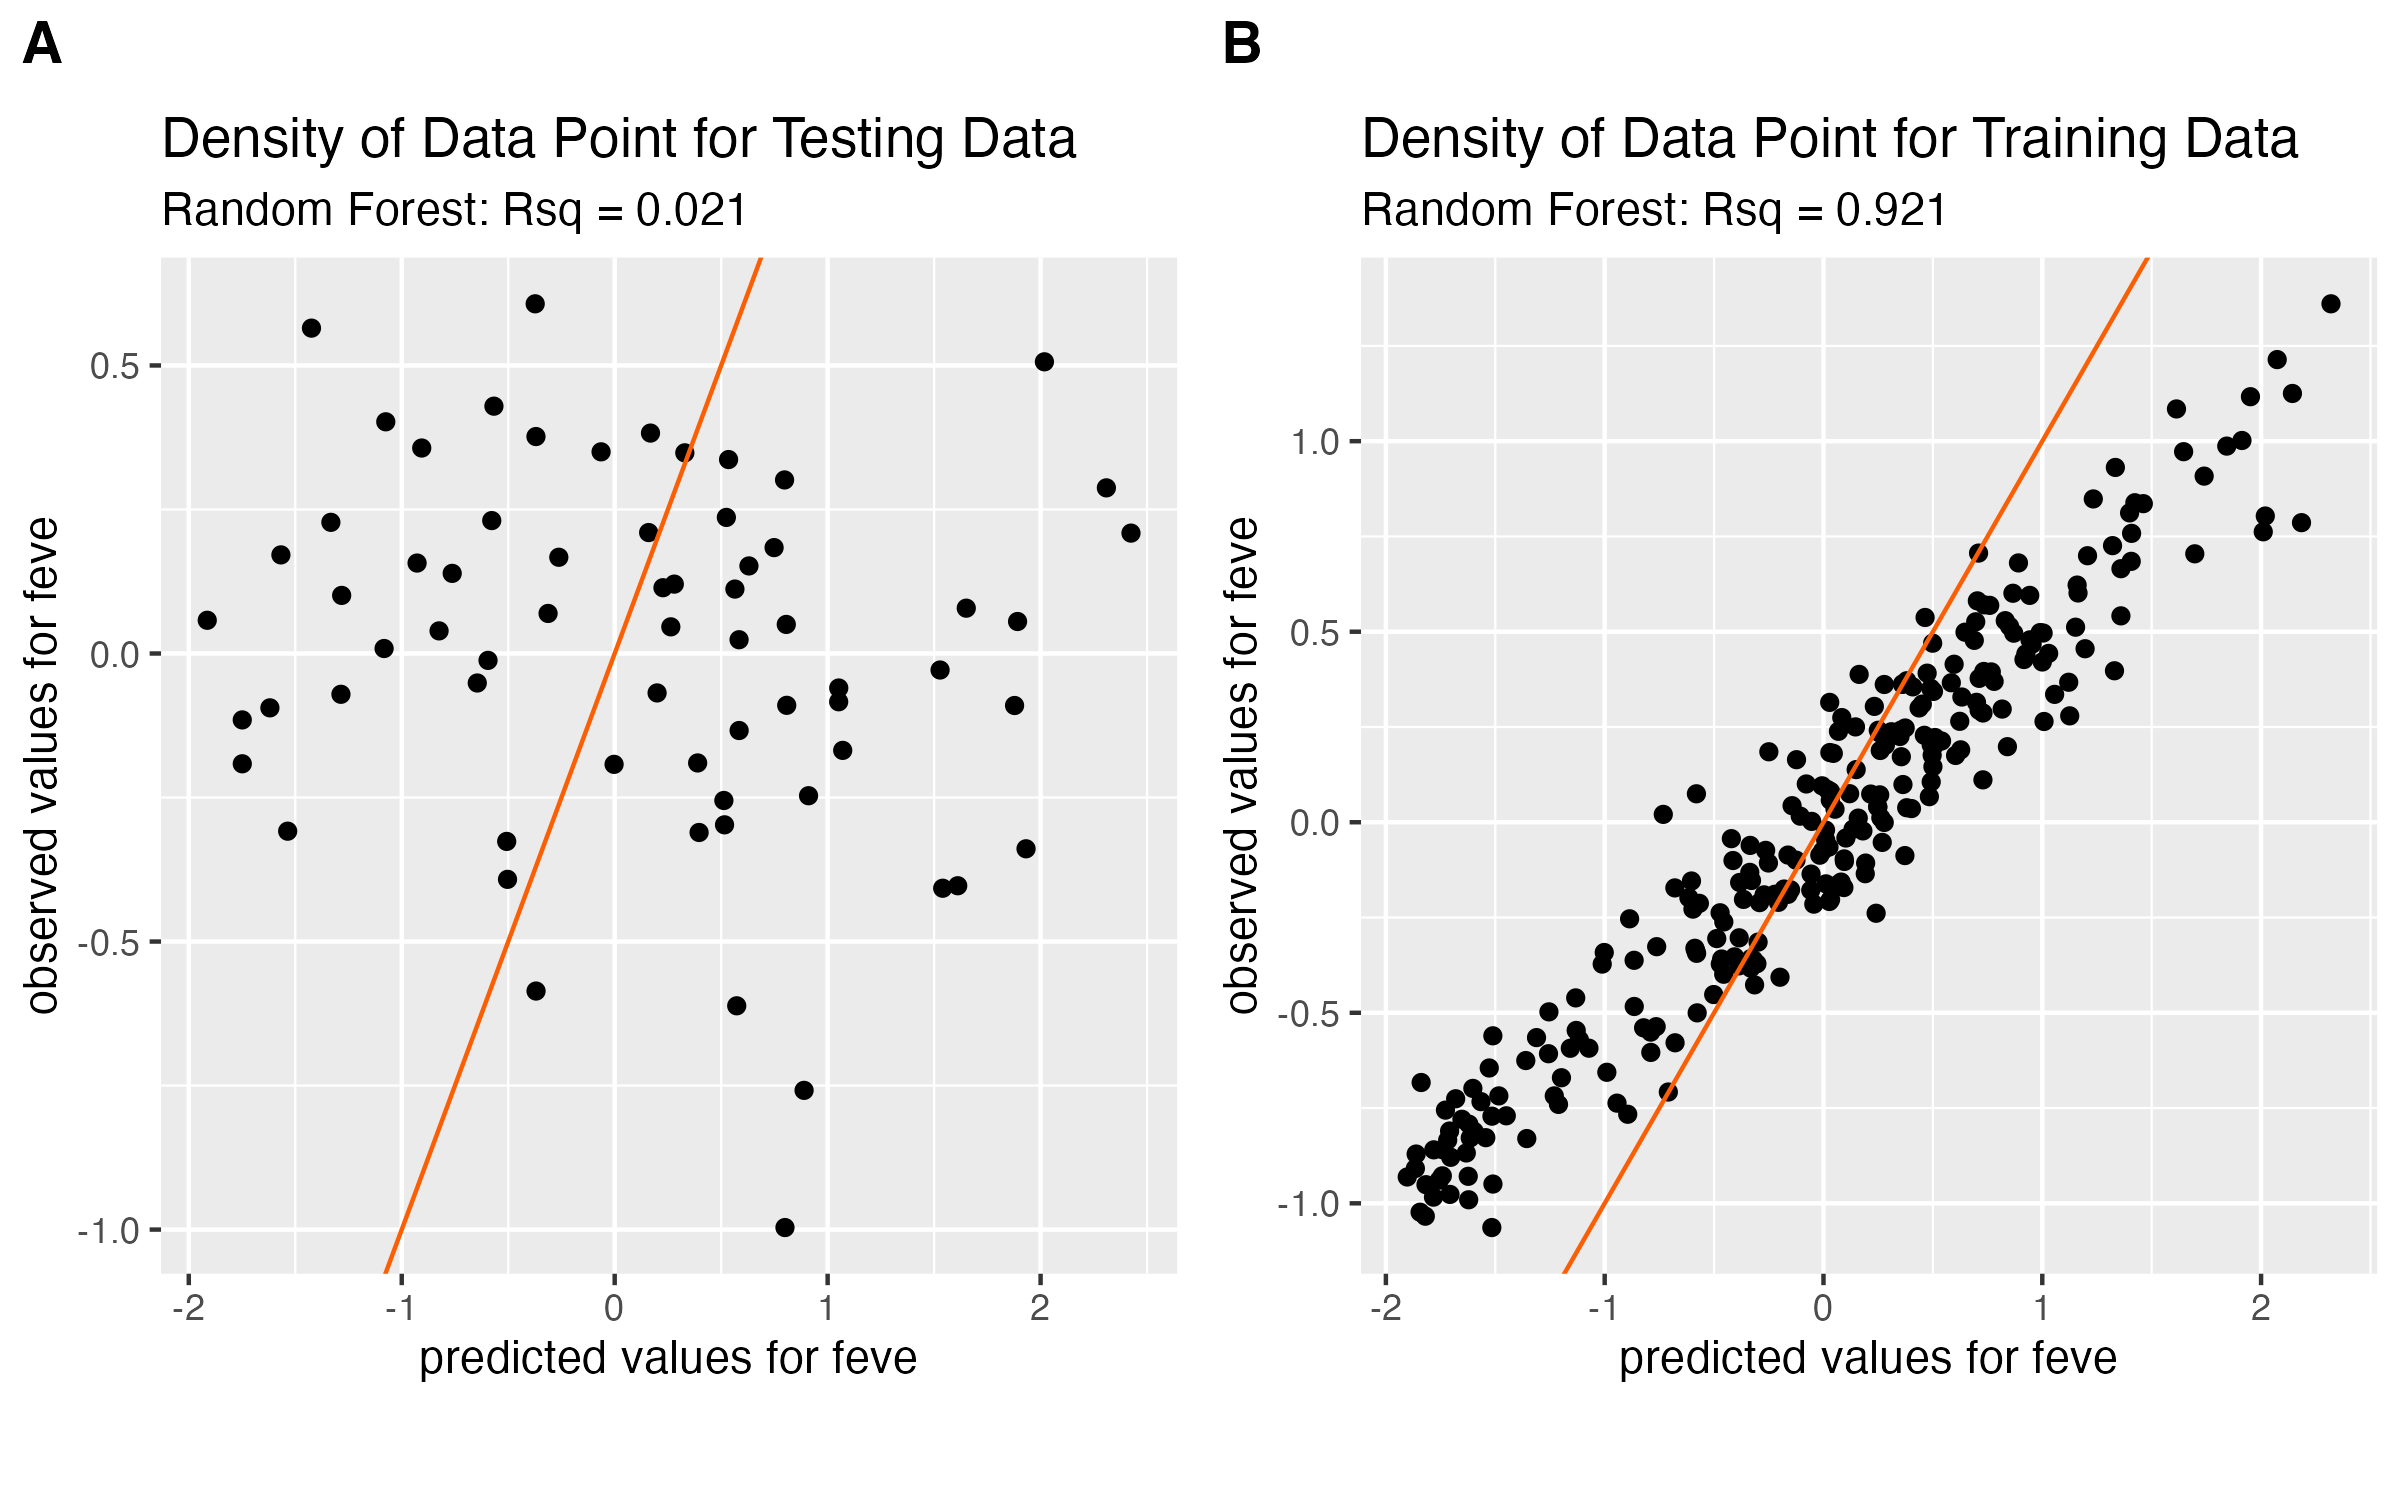 A
Density of Data Point for Testing Data
Random Forest: Rsq = 0.021
observed values for feve
0.5
0.0
-0.5
-1.0
-2 -1 0 1 2
predicted values for feve
B
Density of Data Point for Training Data
Random Forest: Rsq = 0.921
observed values for feve
1.0
0.5
0.0
-0.5
-1.0
-2 -1 0 1 2
predicted values for feve